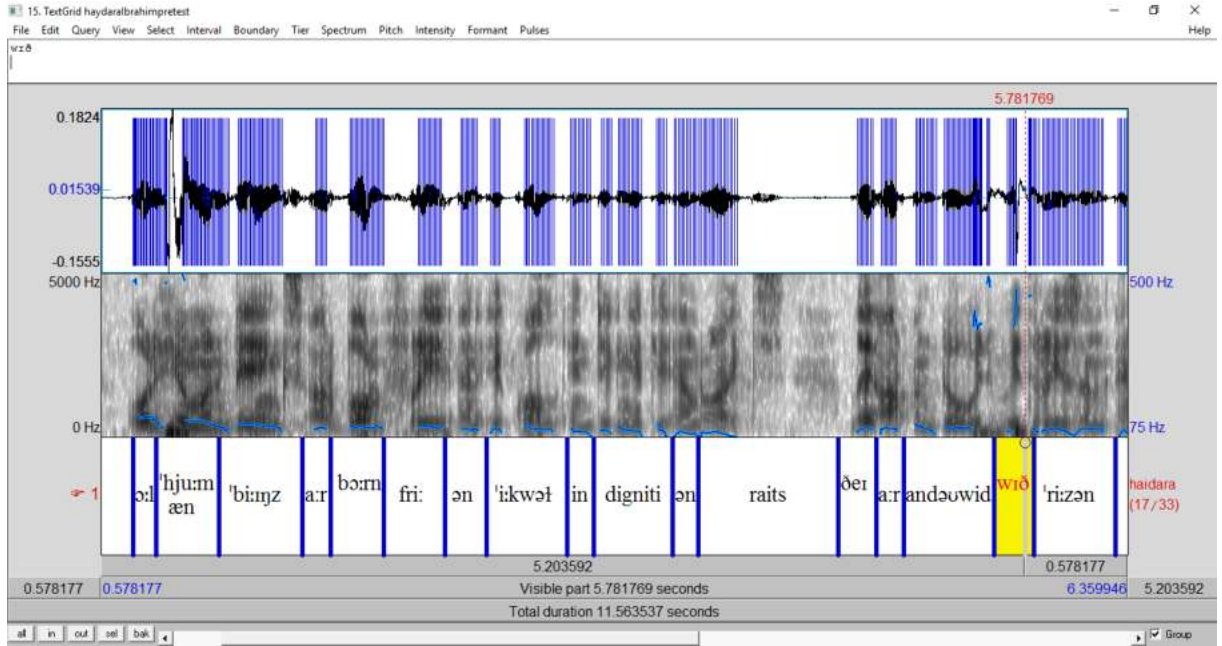 15. TextGrid haydaralbrahimpretest
File Edit Query View Select Interval Boundary Tier Spectrum Pitch Intensity Formant Pulses Help
wɪð
5.781769
0.1824
0.01539
-0.1555
5000 Hz 500 Hz
0 Hz 75 Hz
☞ 1 ɔ:l ˈhju:mæn ˈbi:ɪŋz a:r bɔ:rn fri: ən ˈi:kwəɫ in digniti ən raits ðeɪ a:r andəʊwid wɪð ˈri:zən haidara
(17/33)
5.203592 0.578177
0.578177 0.578177 Visible part 5.781769 seconds 6.359946 5.203592
Total duration 11.563537 seconds
all in out sel bak Group